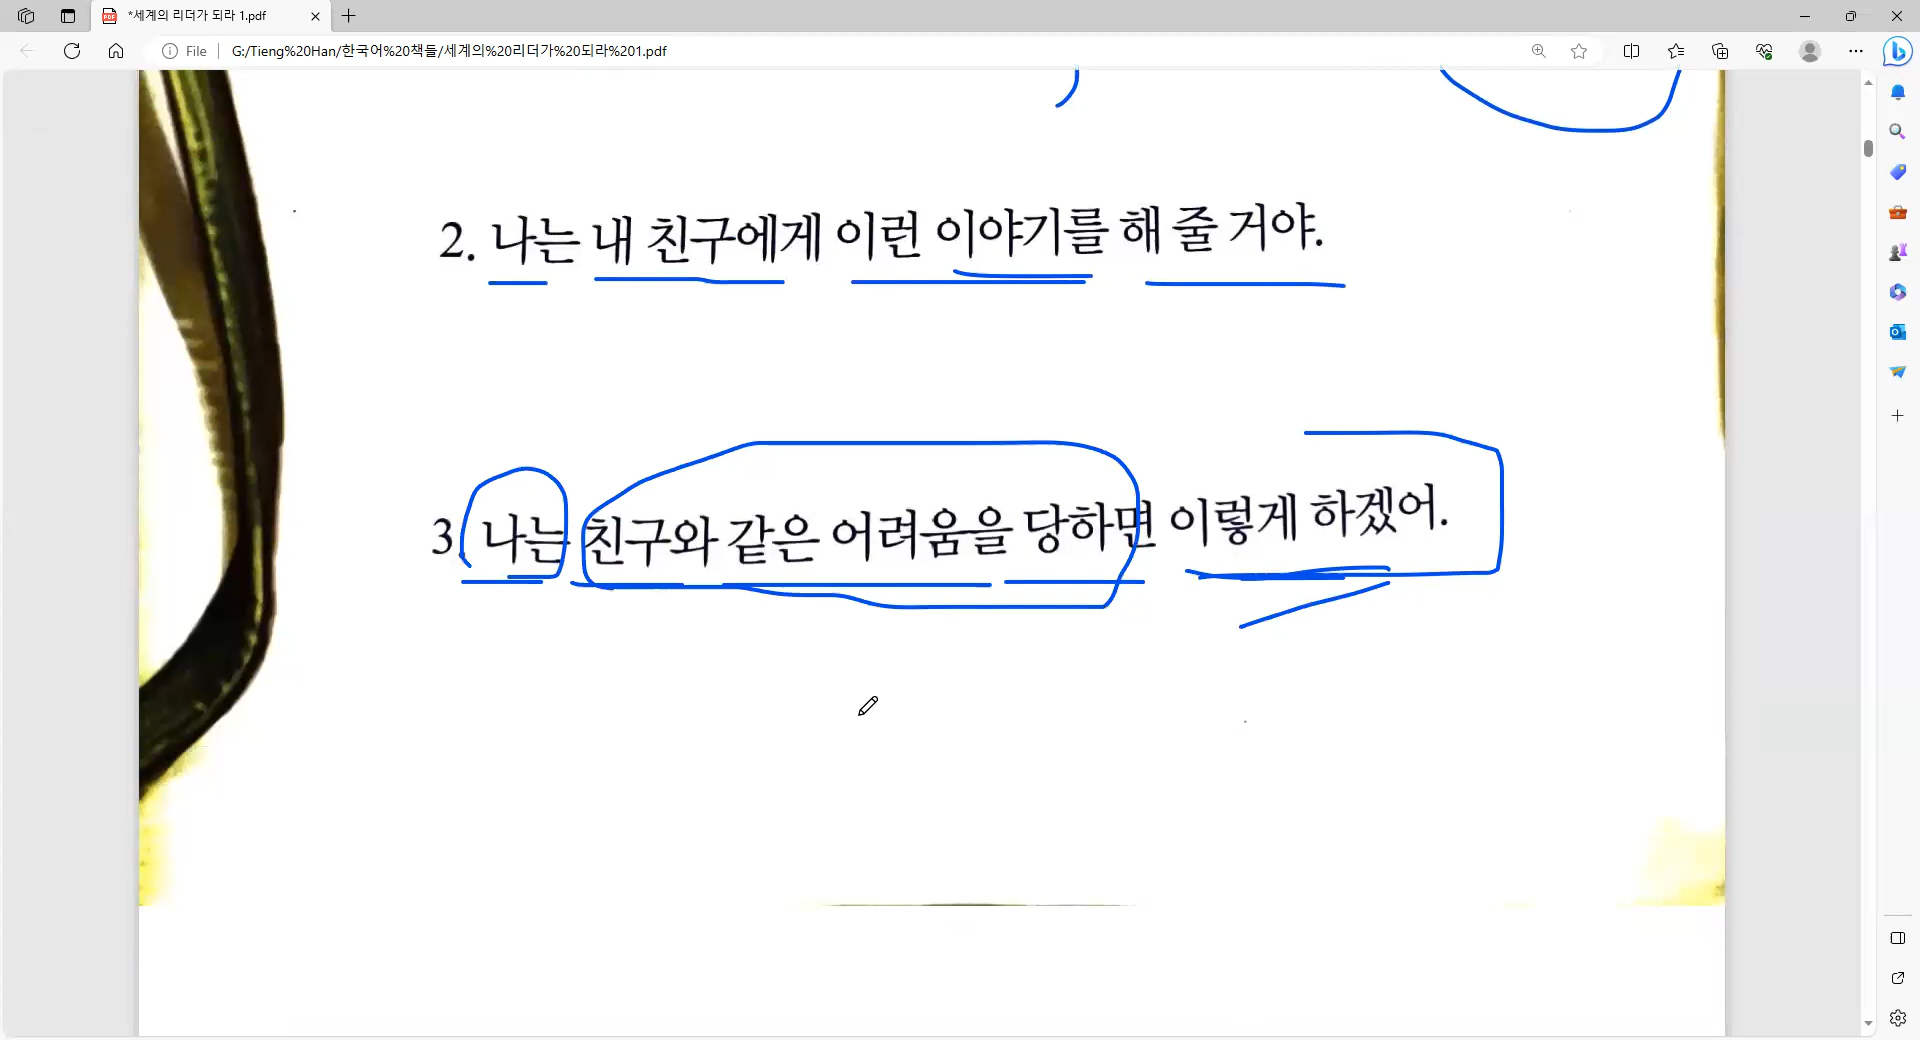 *세계의 리더가 되라 1.pdf
File G:/Tieng%20Han/한국어%20책들/세계의%20리더가%20되라%201.pdf
2. 나는 내 친구에게 이런 이야기를 해 줄 거야.
3. 나는 친구와 같은 어려움을 당하면 이렇게 하겠어.